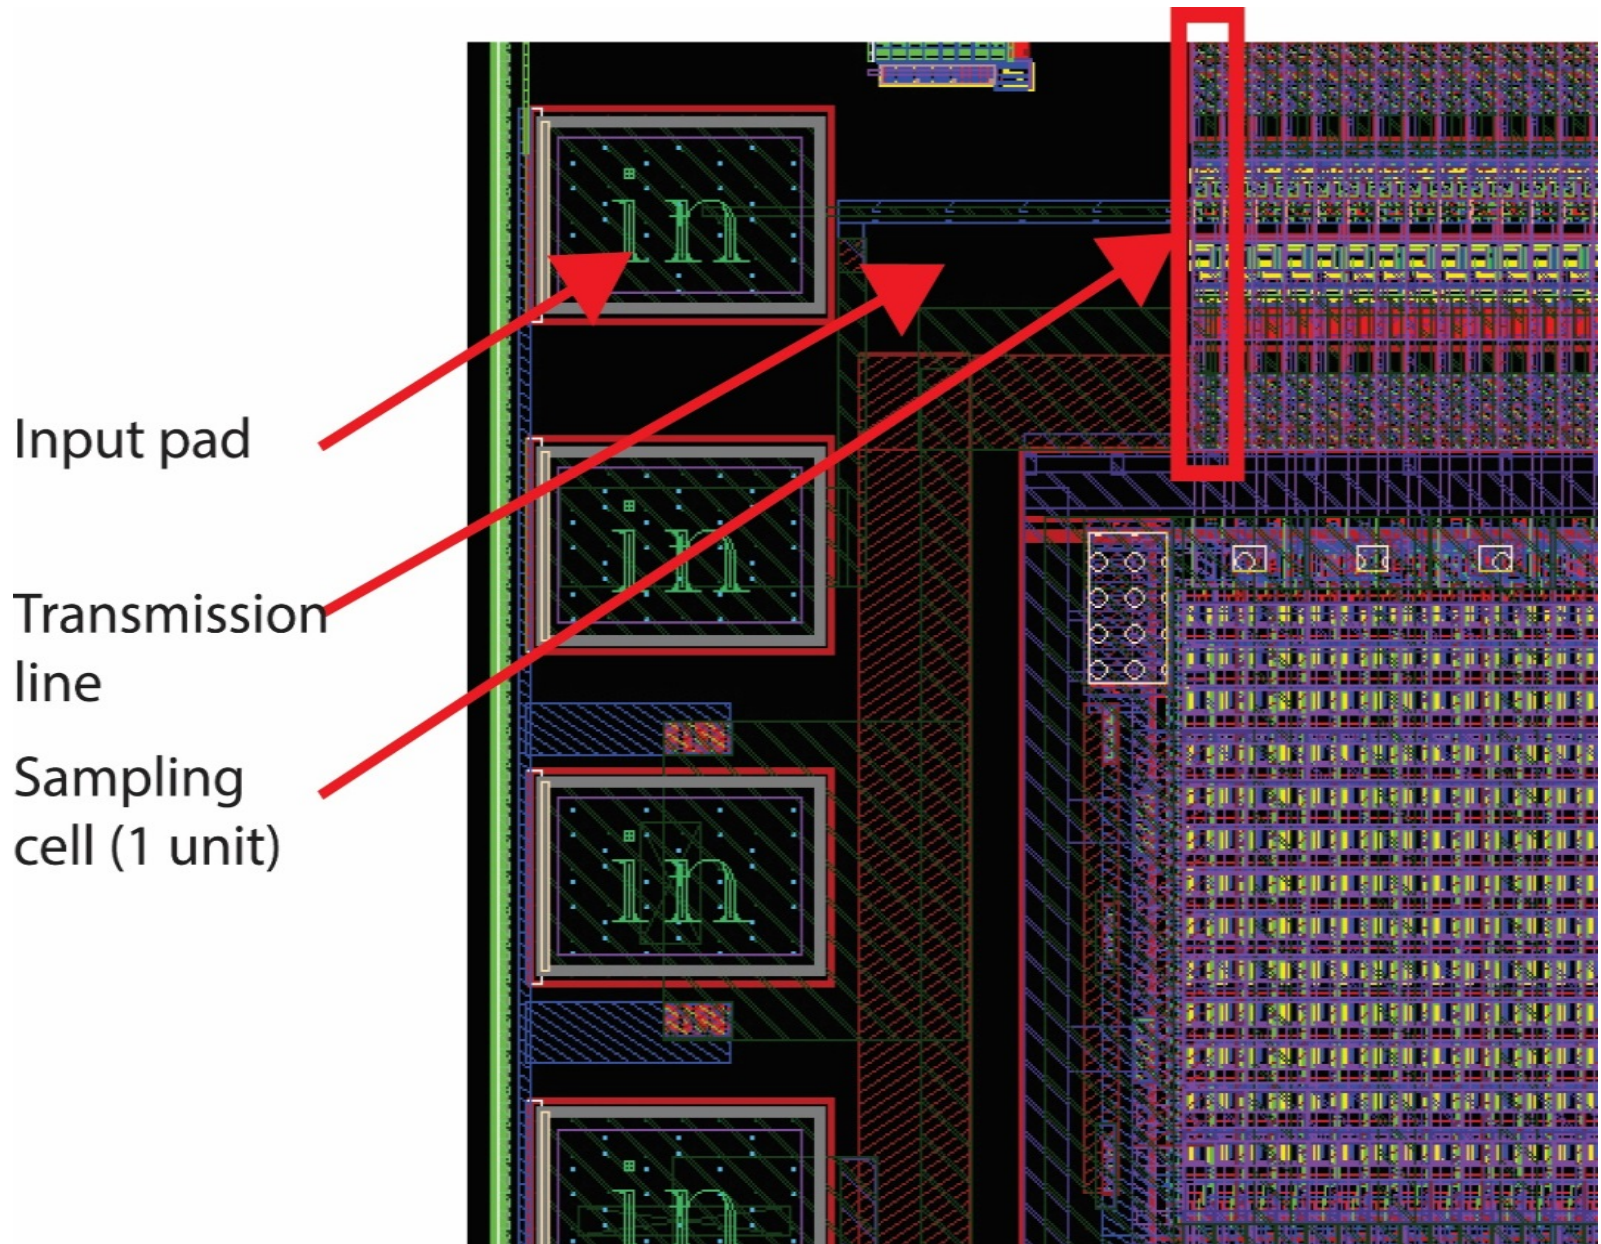 in
Input pad
in
Transmission
line
Sampling
cell (1 unit)
in
in